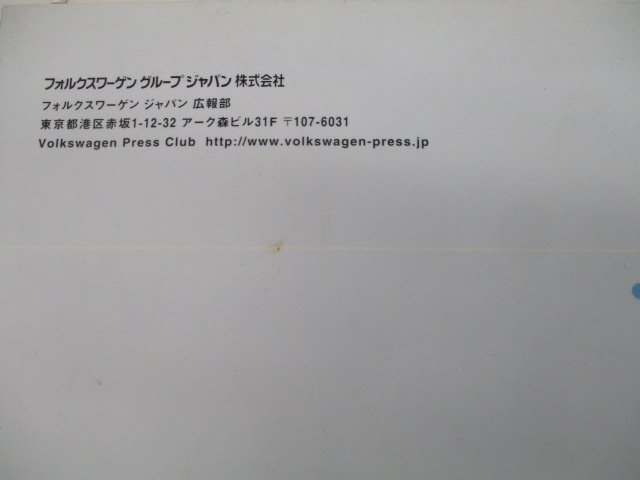 フォルクスワーゲン グループ ジャパン 株式会社
フォルクスワーゲン ジャパン 広報部
東京都港区赤坂1-12-32 アーク森ビル31F 〒107-6031
Volkswagen Press Club http://www.volkswagen-press.jp